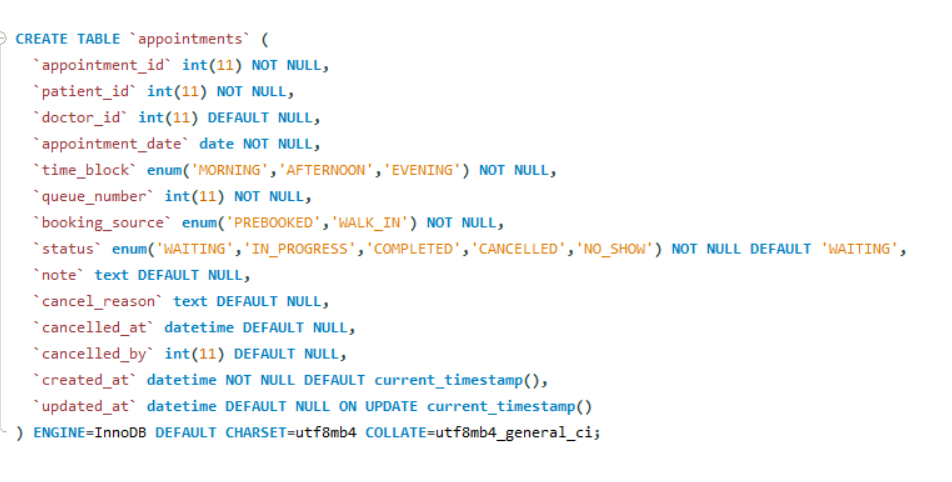 CREATE TABLE `appointments` (
`appointment_id` int(11) NOT NULL,
`patient_id` int(11) NOT NULL,
`doctor_id` int(11) DEFAULT NULL,
`appointment_date` date NOT NULL,
`time_block` enum('MORNING','AFTERNOON','EVENING') NOT NULL,
`queue_number` int(11) NOT NULL,
`booking_source` enum('PREBOOKED','WALK_IN') NOT NULL,
`status` enum('WAITING','IN_PROGRESS','COMPLETED','CANCELLED','NO_SHOW') NOT NULL DEFAULT 'WAITING',
`note` text DEFAULT NULL,
`cancel_reason` text DEFAULT NULL,
`cancelled_at` datetime DEFAULT NULL,
`cancelled_by` int(11) DEFAULT NULL,
`created_at` datetime NOT NULL DEFAULT current_timestamp(),
`updated_at` datetime DEFAULT NULL ON UPDATE current_timestamp()
) ENGINE=InnoDB DEFAULT CHARSET=utf8mb4 COLLATE=utf8mb4_general_ci;